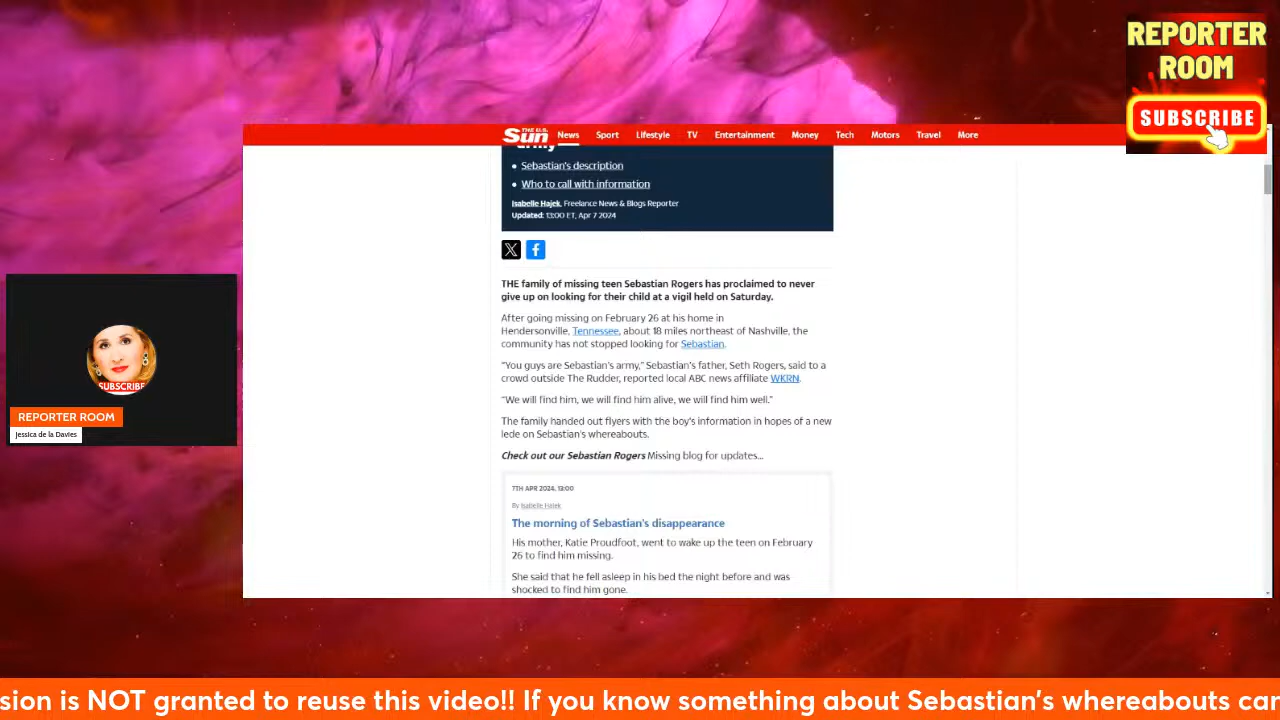 REPORTER
ROOM
SUBSCRIBE
THE U.S.
Sun
News Sport Lifestyle TV Entertainment Money Tech Motors Travel More
Sebastian's description
Who to call with information
Isabelle Hajek, Freelance News & Blogs Reporter
Updated: 13:00 ET, Apr 7 2024
THE family of missing teen Sebastian Rogers has proclaimed to never
give up on looking for their child at a vigil held on Saturday.
After going missing on February 26 at his home in
Hendersonville, Tennessee, about 18 miles northeast of Nashville, the
community has not stopped looking for Sebastian.
"You guys are Sebastian's army," Sebastian's father, Seth Rogers, said to a
crowd outside The Rudder, reported local ABC news affiliate WKRN.
"We will find him, we will find him alive, we will find him well."
The family handed out flyers with the boy's information in hopes of a new
lede on Sebastian's whereabouts.
Check out our Sebastian Rogers Missing blog for updates...
7TH APR 2024, 13:00
By Isabelle Hajek
The morning of Sebastian's disappearance
His mother, Katie Proudfoot, went to wake up the teen on February
26 to find him missing.
She said that he fell asleep in his bed the night before and was
shocked to find him gone.
SUBSCRIBE
REPORTER ROOM
Jessica de la Davies
sion is NOT granted to reuse this video!! If you know something about Sebastian's whereabouts can